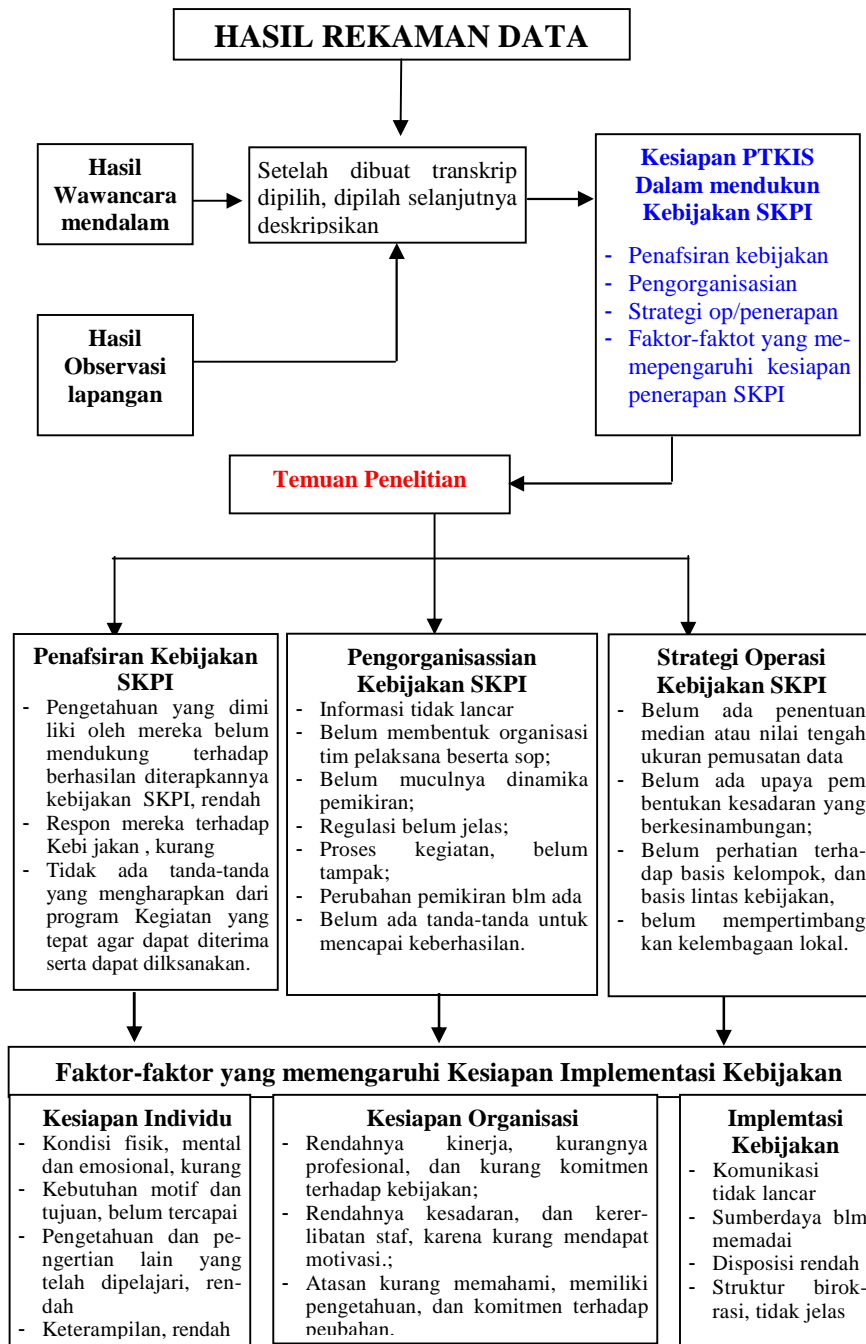 HASIL REKAMAN DATA
Hasil
Wawancara
mendalam
Setelah dibuat transkrip
dipilih, dipilah selanjutnya
deskripsikan
Kesiapan PTKIS
Dalam mendukun
Kebijakan SKPI
- Penafsiran kebijakan
- Pengorganisasian
- Strategi op/penerapan
- Faktor-faktot yang me-
mepengaruhi kesiapan
penerapan SKPI
Hasil
Observasi
lapangan
Temuan Penelitian
Penafsiran Kebijakan
SKPI
- Pengetahuan yang dimi
liki oleh mereka belum
mendukung terhadap
berhasilan diterapkannya
kebijakan SKPI, rendah
- Respon mereka terhadap
Kebi jakan , kurang
- Tidak ada tanda-tanda
yang mengharapkan dari
program Kegiatan yang
tepat agar dapat diterima
serta dapat dilksanakan.
Pengorganisassian
Kebijakan SKPI
- Informasi tidak lancar
- Belum membentuk organisasi
tim pelaksana beserta sop;
- Belum muculnya dinamika
pemikiran;
- Regulasi belum jelas;
- Proses kegiatan, belum
tampak;
- Perubahan pemikiran blm ada
- Belum ada tanda-tanda untuk
mencapai keberhasilan.
Strategi Operasi
Kebijakan SKPI
- Belum ada penentuan
median atau nilai tengah
ukuran pemusatan data
- Belum ada upaya pem
bentukan kesadaran yang
berkesinambungan;
- Belum perhatian terha-
dap basis kelompok, dan
basis lintas kebijakan,
- belum mempertimbang
kan kelembagaan lokal.
Faktor-faktor yang memengaruhi Kesiapan Implementasi Kebijakan
Kesiapan Individu
- Kondisi fisik, mental
dan emosional, kurang
- Kebutuhan motif dan
tujuan, belum tercapai
- Pengetahuan dan pe-
ngertian lain yang
telah dipelajari, ren-
dah
- Keterampilan, rendah
Kesiapan Organisasi
- Rendahnya kinerja, kurangnya
profesional, dan kurang komitmen
terhadap kebijakan;
- Rendahnya kesadaran, dan kerer-
libatan staf, karena kurang mendapat
motivasi.;
- Atasan kurang memahami, memiliki
pengetahuan, dan komitmen terhadap
peubahan.
Implemtasi
Kebijakan
- Komunikasi
tidak lancar
- Sumberdaya blm
memadai
- Disposisi rendah
- Struktur birok-
rasi, tidak jelas